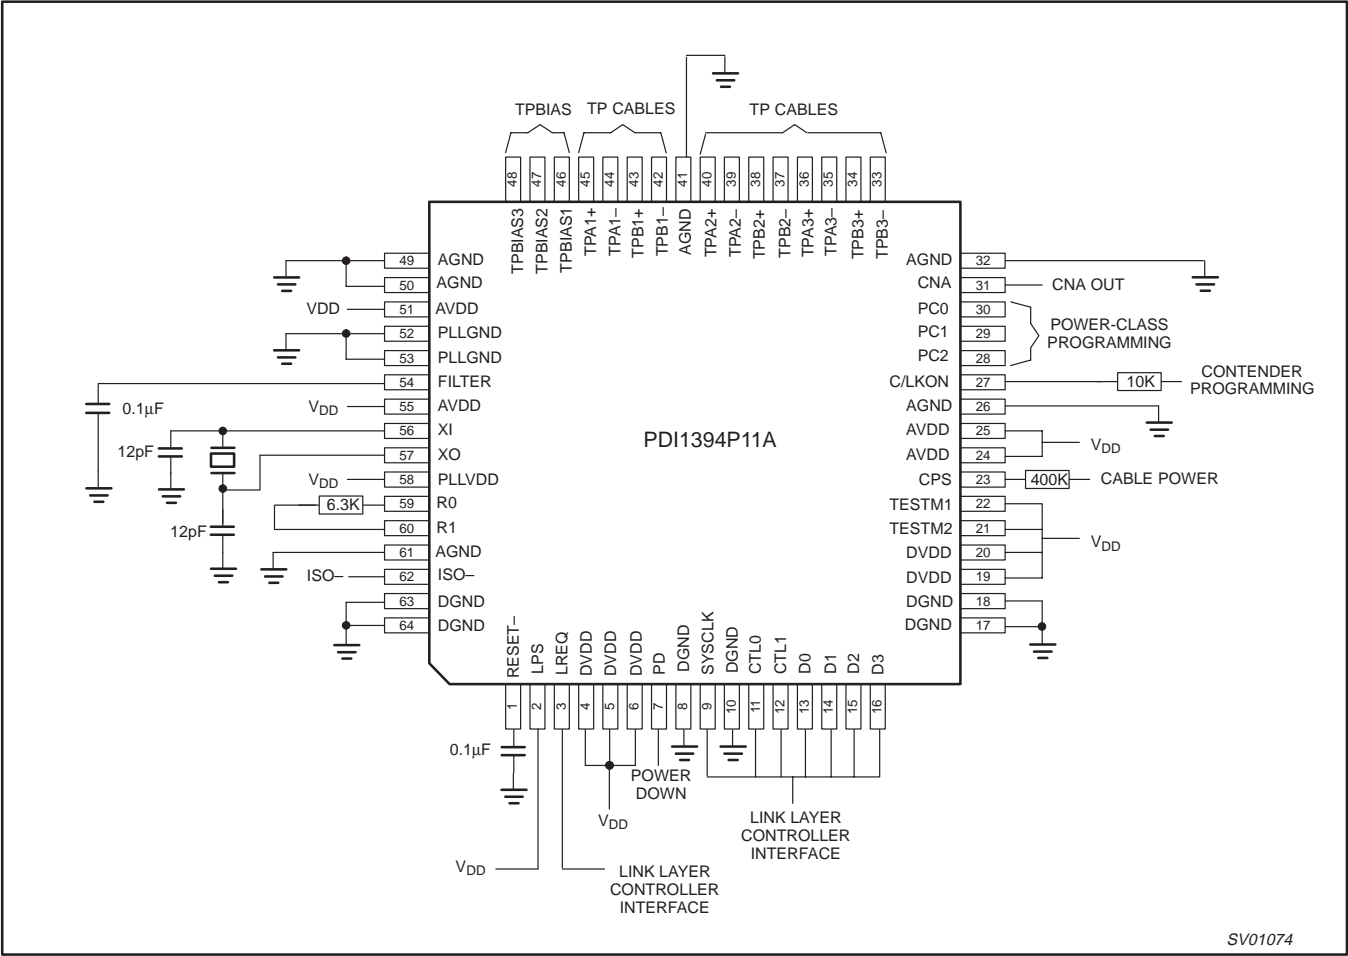 TPBIAS TP CABLES TP CABLES
48 47 46 45 44 43 42 41 40 39 38 37 36 35 34 33
TPBIAS3 TPBIAS2 TPBIAS1 TPA1+ TPA1– TPB1+ TPB1– AGND TPA2+ TPA2– TPB2+ TPB2– TPA3+ TPA3– TPB3+ TPB3–
49 AGND
50 AGND
VDD 51 AVDD
52 PLLGND
53 PLLGND
54 FILTER
0.1μF
VDD 55 AVDD
56 XI
12pF
57 XO
VDD 58 PLLVDD
6.3K 59 R0
60 R1
12pF
61 AGND
ISO– 62 ISO–
63 DGND
64 DGND
PDI1394P11A
AGND 32
CNA 31 CNA OUT
PC0 30
PC1 29
PC2 28
POWER-CLASS
PROGRAMMING
C/LKON 27 10K
CONTENDER
PROGRAMMING
AGND 26
AVDD 25
AVDD 24
VDD
CPS 23 400K CABLE POWER
TESTM1 22
TESTM2 21
DVDD 20
DVDD 19
VDD
DGND 18
DGND 17
RESET– LPS LREQ DVDD DVDD DVDD PD DGND SYSCLK DGND CTL0 CTL1 D0 D1 D2 D3
1 2 3 4 5 6 7 8 9 10 11 12 13 14 15 16
0.1μF
POWER
DOWN
VDD
LINK LAYER
CONTROLLER
INTERFACE
VDD
LINK LAYER
CONTROLLER
INTERFACE
SV01074